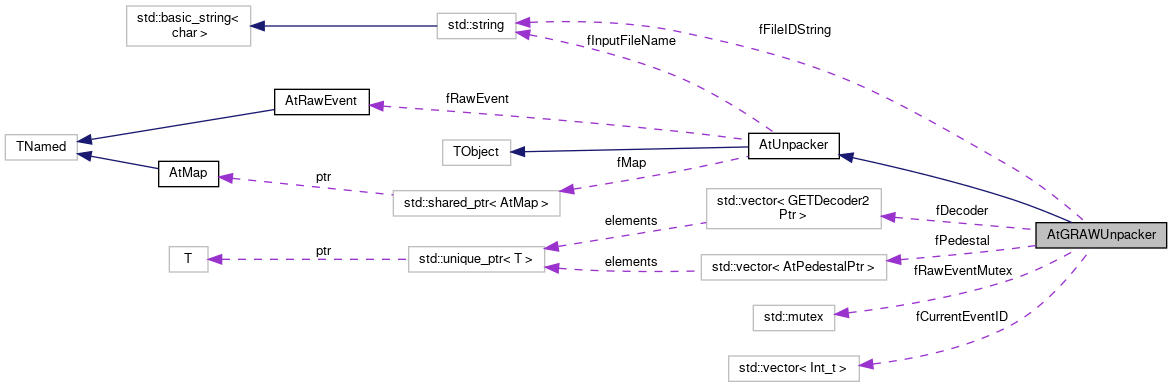 std::basic_string<
char >
std::string
fFileIDString
fInputFileName
AtRawEvent
fRawEvent
TNamed
AtUnpacker
TObject
fMap
AtMap
ptr
std::shared_ptr< AtMap >
std::vector< GETDecoder2
Ptr >
fDecoder
elements
AtGRAWUnpacker
fPedestal
ptr
T
std::unique_ptr< T >
elements
std::vector< AtPedestalPtr >
fRawEventMutex
std::mutex
fCurrentEventID
std::vector< Int_t >